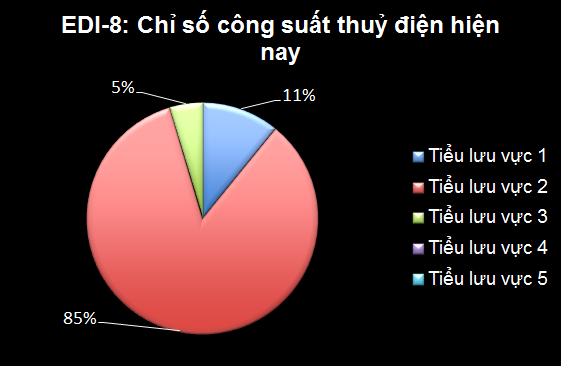 EDI-8: Chỉ số công suất thuỷ điện hiện
nay
5%
11%
85%
Tiểu lưu vực 1
Tiểu lưu vực 2
Tiểu lưu vực 3
Tiểu lưu vực 4
Tiểu lưu vực 5